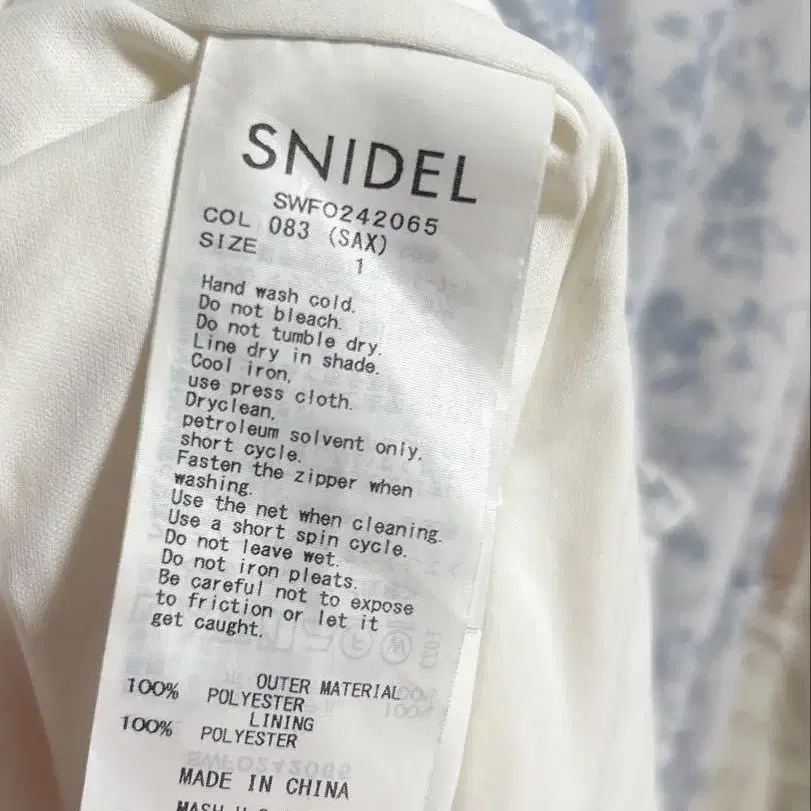 SNIDEL
SWFO242065
COL 083 (SAX)
SIZE 1
Hand wash cold.
Do not bleach.
Do not tumble dry.
Line dry in shade.
Cool iron,
use press cloth.
Dryclean,
petroleum solvent only,
short cycle.
Fasten the zipper when
washing.
Use the net when cleaning.
Use a short spin cycle.
Do not leave wet.
Do not iron pleats.
Be careful not to expose
to friction or let it
get caught.
OUTER MATERIAL
100% POLYESTER
LINING
100% POLYESTER
MADE IN CHINA